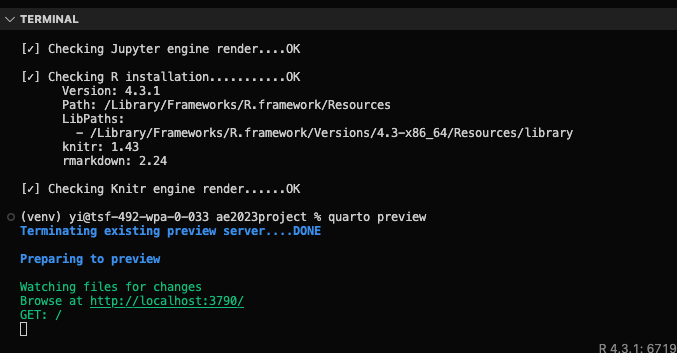 TERMINAL
[✓] Checking Jupyter engine render....OK
[✓] Checking R installation...........OK
Version: 4.3.1
Path: /Library/Frameworks/R.framework/Resources
LibPaths:
- /Library/Frameworks/R.framework/Versions/4.3-x86_64/Resources/library
knitr: 1.43
rmarkdown: 2.24
[✓] Checking Knitr engine render......OK
(venv) yi@tsf-492-wpa-0-033 ae2023project % quarto preview
Terminating existing preview server....DONE
Preparing to preview
Watching files for changes
Browse at http://localhost:3790/
GET: /
R 4.3.1: 6719